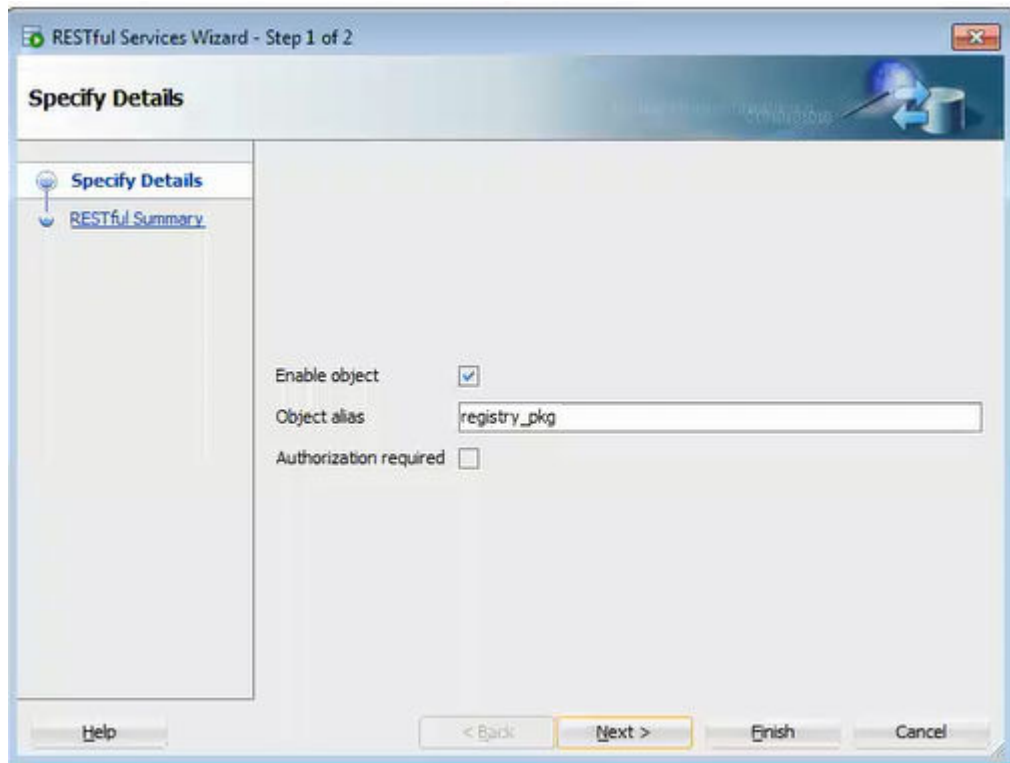 RESTful Services Wizard - Step 1 of 2
Specify Details
Specify Details
RESTful Summary
Enable object
Object alias
registry_pkg
Authorization required
Help
< Back
Next >
Finish
Cancel